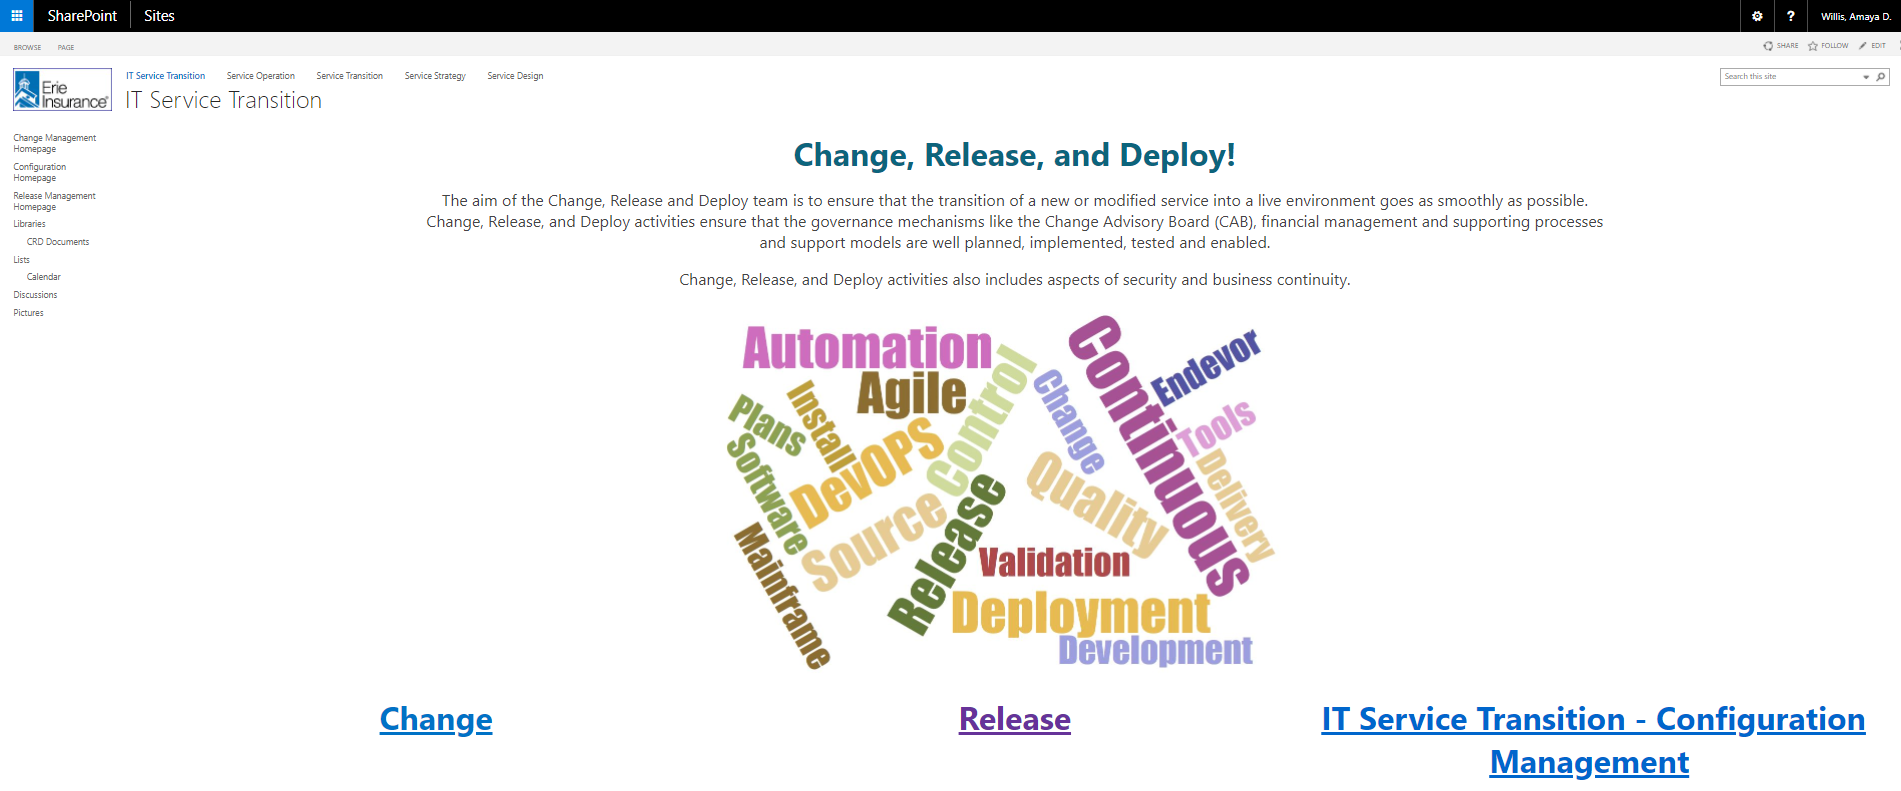 SharePoint Sites ? Willis, Amaya D.
BROWSE PAGE SHARE FOLLOW EDIT
Erie
Insurance®
IT Service Transition Service Operation Service Transition Service Strategy Service Design
IT Service Transition
Search this site
Change Management
Homepage
Configuration
Homepage
Release Management
Homepage
Libraries
CRD Documents
Lists
Calendar
Discussions
Pictures
Change, Release, and Deploy!
The aim of the Change, Release and Deploy team is to ensure that the transition of a new or modified service into a live environment goes as smoothly as possible.
Change, Release, and Deploy activities ensure that the governance mechanisms like the Change Advisory Board (CAB), financial management and supporting processes
and support models are well planned, implemented, tested and enabled.
Change, Release, and Deploy activities also includes aspects of security and business continuity.
Automation
Agile
Control
Change
Continuous
Endevor
Plans
Install
Software
DevOPS
Tools
Delivery
Source
Quality
Release
Mainframe
Validation
Deployment
Development
Change
Release
IT Service Transition - Configuration
Management